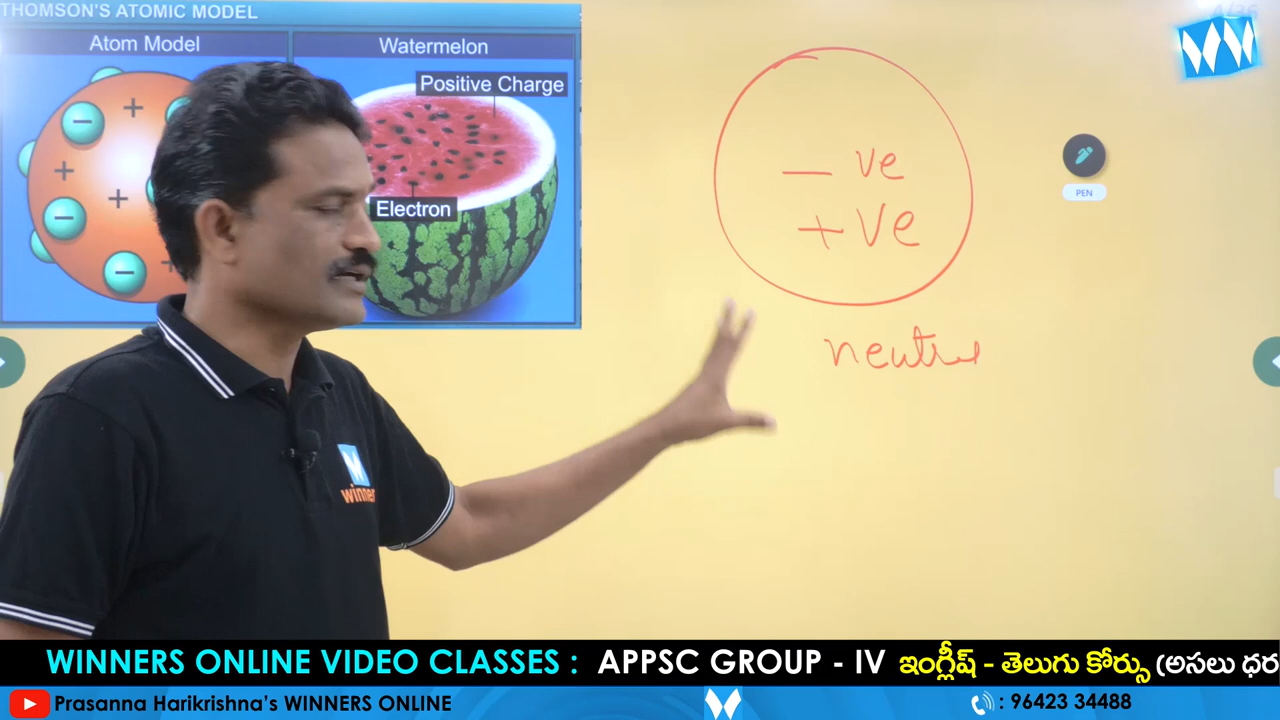 THOMSON'S ATOMIC MODEL
Atom Model
Watermelon
Positive Charge
Electron
− ve
+ve
PEN
winners
WINNERS ONLINE VIDEO CLASSES : APPSC GROUP - IV ఇంగ్లీష్ - తెలుగు కోర్సు (అసలు ధర
Prasanna Harikrishna's WINNERS ONLINE
: 96423 34488